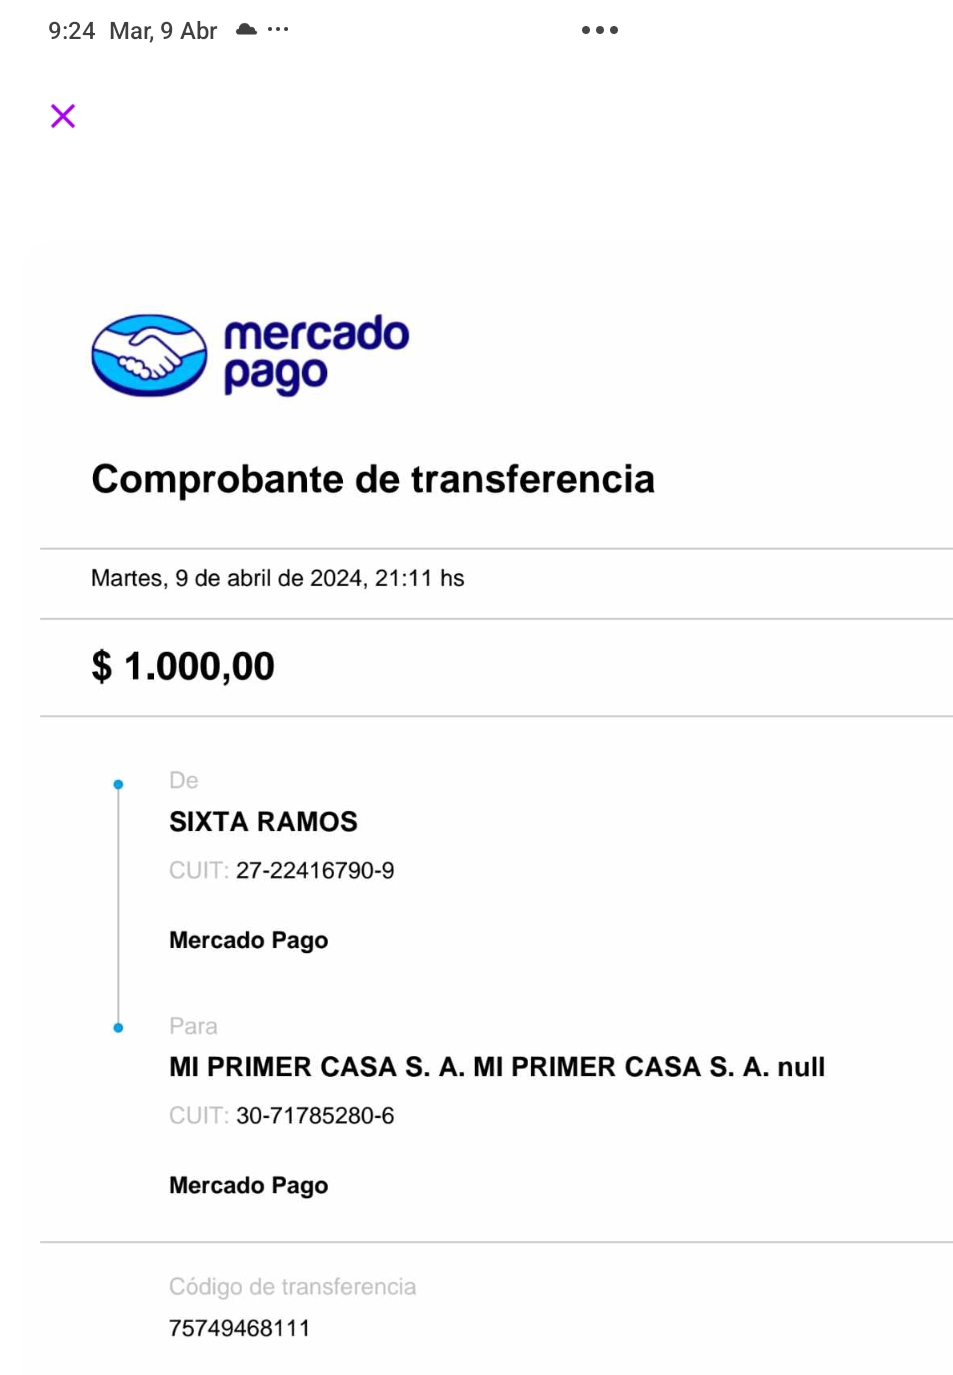 9:24 Mar, 9 Abr
mercado
pago
Comprobante de transferencia
Martes, 9 de abril de 2024, 21:11 hs
$ 1.000,00
De
SIXTA RAMOS
CUIT: 27-22416790-9
Mercado Pago
Para
MI PRIMER CASA S. A. MI PRIMER CASA S. A. null
CUIT: 30-71785280-6
Mercado Pago
Código de transferencia
75749468111